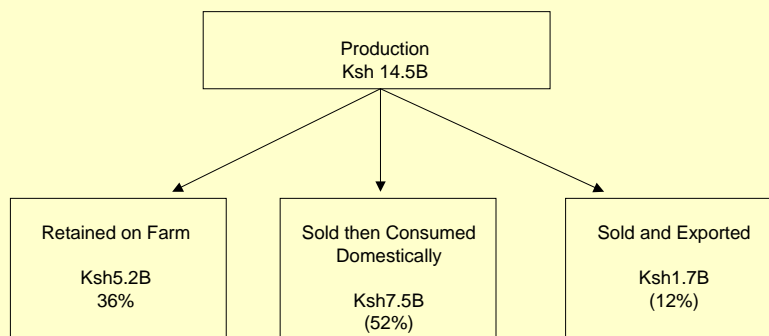 Production
Ksh 14.5B
Retained on Farm
Ksh5.2B
36%
Sold then Consumed
Domestically
Ksh7.5B
(52%)
Sold and Exported
Ksh1.7B
(12%)